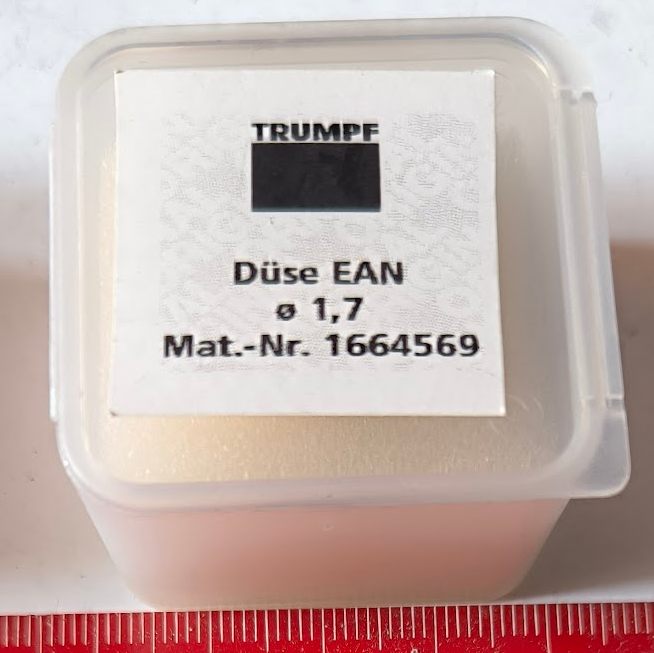 TRUMPF
Düse EAN
ø 1,7
Mat.-Nr. 1664569